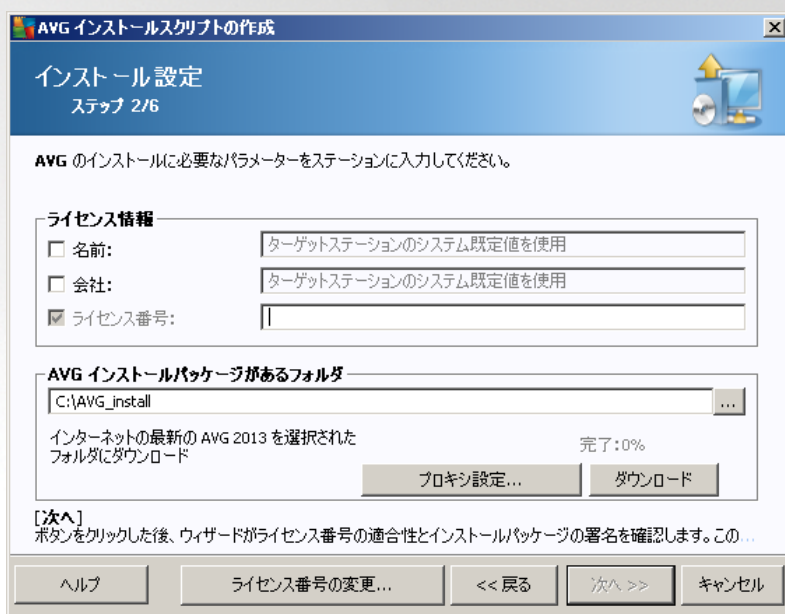 AVG インストールスクリプトの作成
インストール設定
ステップ 2/6
AVG のインストールに必要なパラメーターをステーションに入力してください。
ライセンス情報
名前:
ターゲットステーションのシステム既定値を使用
会社:
ターゲットステーションのシステム既定値を使用
ライセンス番号:
AVG インストールパッケージがあるフォルダ
C:\AVG_install
...
インターネットの最新の AVG 2013 を選択された
フォルダにダウンロード
完了:0%
プロキシ設定...
ダウンロード
[次へ]
ボタンをクリックした後、ウィザードがライセンス番号の適合性とインストールパッケージの署名を確認します。この...
ヘルプ
ライセンス番号の変更...
<< 戻る
次へ >>
キャンセル